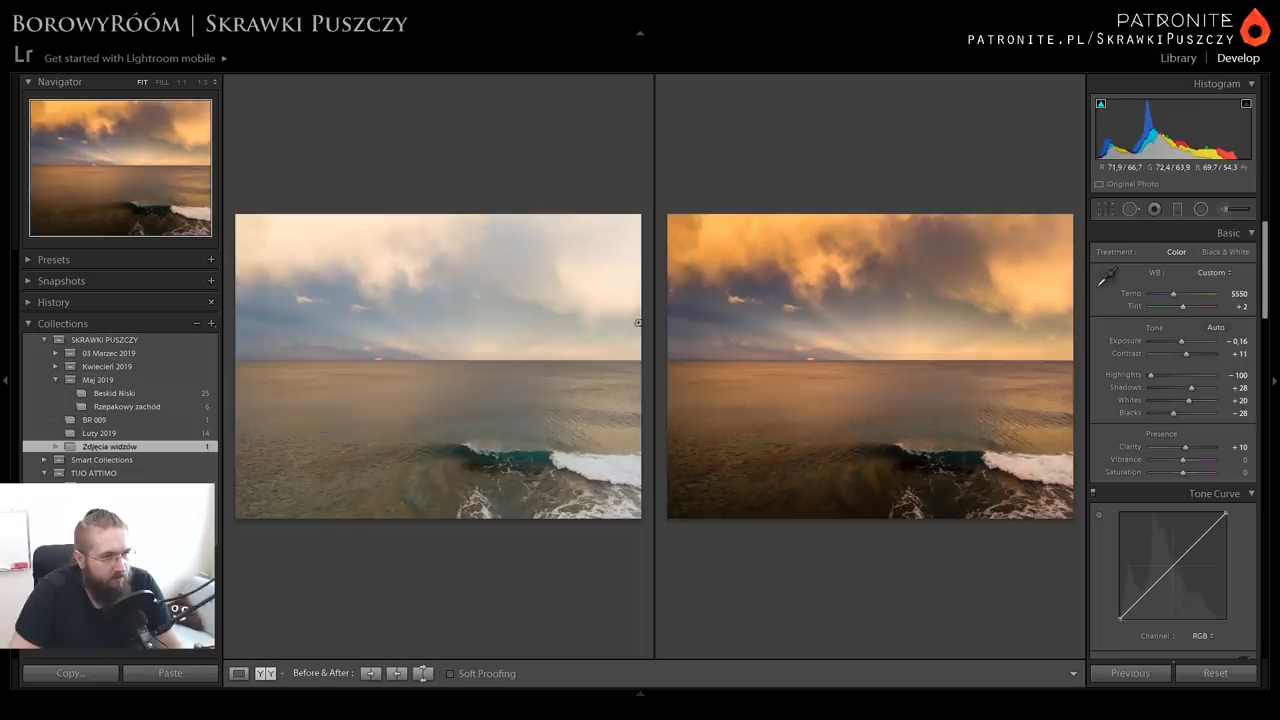 BorowyRóóm | Skrawki Puszczy
PATRONITE
PATRONITE.PL/SKRAWKIPUSZCZY
Lr
Get started with Lightroom mobile
Library | Develop
Navigator
FIT FILL 1:1 1:3
Presets
Snapshots
History
Collections
SKRAWKI PUSZCZY
03 Marzec 2019
Kwiecień 2019
Maj 2019
Beskid Niski 25
Rzepakowy zachód 6
BR 009 1
Luty 2019 14
Zdjęcia widzów 1
Smart Collections
TUO ATTIMO
Copy...
Paste
Before & After :
Soft Proofing
Histogram
R 71,9 / 66,7 G 72,4 / 63,9 B 69,7 / 54,3 %
Original Photo
Basic
Treatment : Color Black & White
WB : Custom
Temp 5550
Tint + 2
Tone Auto
Exposure – 0,16
Contrast + 11
Highlights – 100
Shadows + 28
Whites + 20
Blacks – 28
Presence
Clarity + 10
Vibrance 0
Saturation 0
Tone Curve
Channel : RGB
Previous
Reset